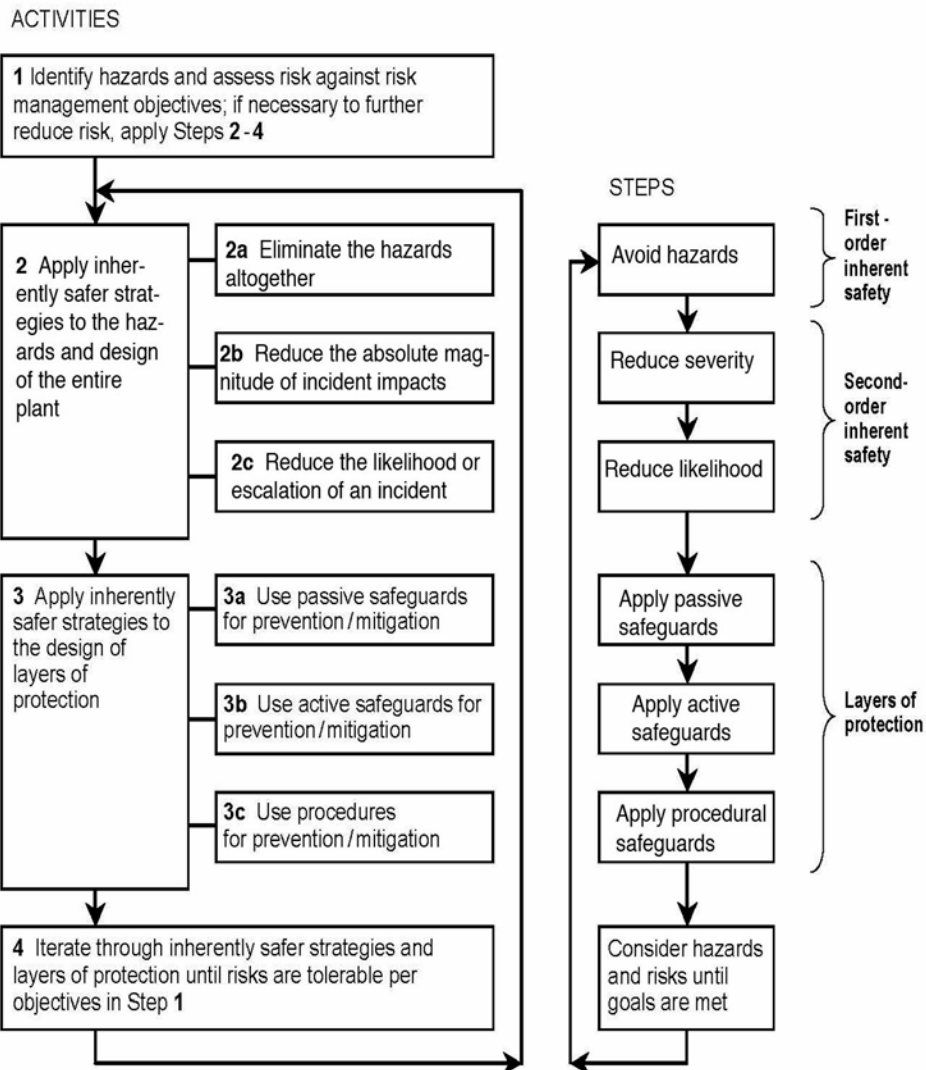 ACTIVITIES
1 Identify hazards and assess risk against risk
management objectives; if necessary to further
reduce risk, apply Steps 2 - 4
2 Apply inher-
ently safer strat-
egies to the haz-
ards and design
of the entire
plant
2a Eliminate the hazards
altogether
2b Reduce the absolute mag-
nitude of incident impacts
2c Reduce the likelihood or
escalation of an incident
3 Apply inherently
safer strategies to
the design of
layers of
protection
3a Use passive safeguards
for prevention/mitigation
3b Use active safeguards for
prevention/mitigation
3c Use procedures
for prevention/mitigation
4 Iterate through inherently safer strategies and
layers of protection until risks are tolerable per
objectives in Step 1
STEPS
Avoid hazards
Reduce severity
Reduce likelihood
Apply passive
safeguards
Apply active
safeguards
Apply procedural
safeguards
Consider hazards
and risks until
goals are met
First -
order
inherent
safety
Second-
order
inherent
safety
Layers of
protection